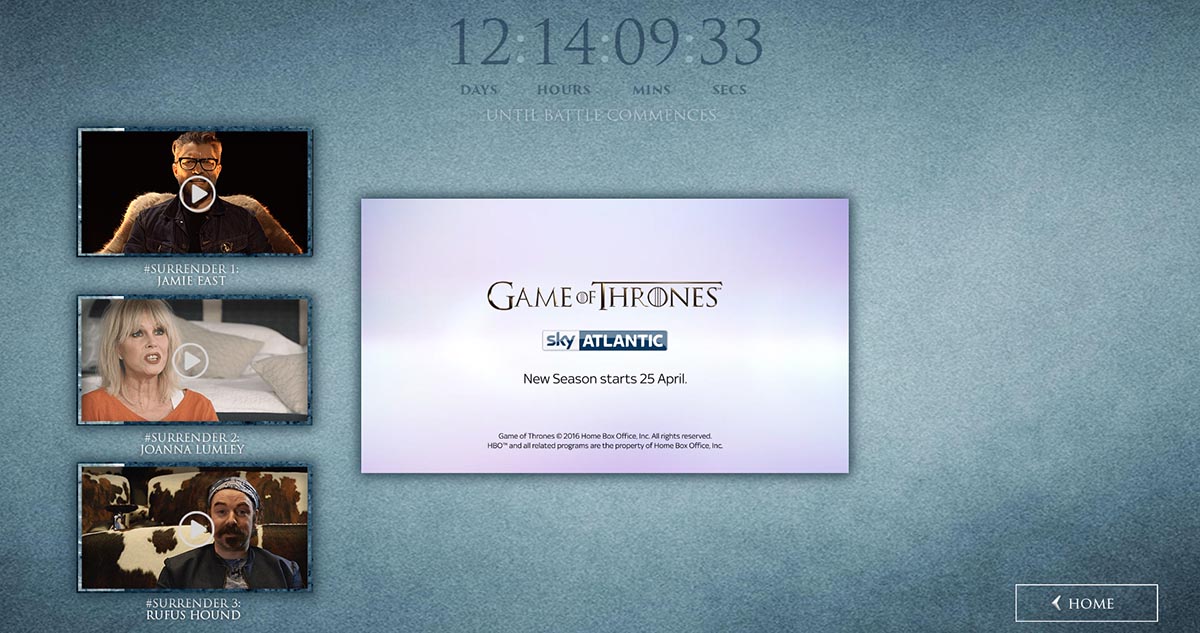 12:14:09:33
DAYS HOURS MINS SECS
UNTIL BATTLE COMMENCES
#SURRENDER 1:
JAMIE EAST
#SURRENDER 2:
JOANNA LUMLEY
#SURRENDER 3:
RUFUS HOUND
GAME OF THRONES
sky ATLANTIC
New Season starts 25 April.
Game of Thrones © 2016 Home Box Office, Inc. All rights reserved.
HBO™ and all related programs are the property of Home Box Office, Inc.
HOME